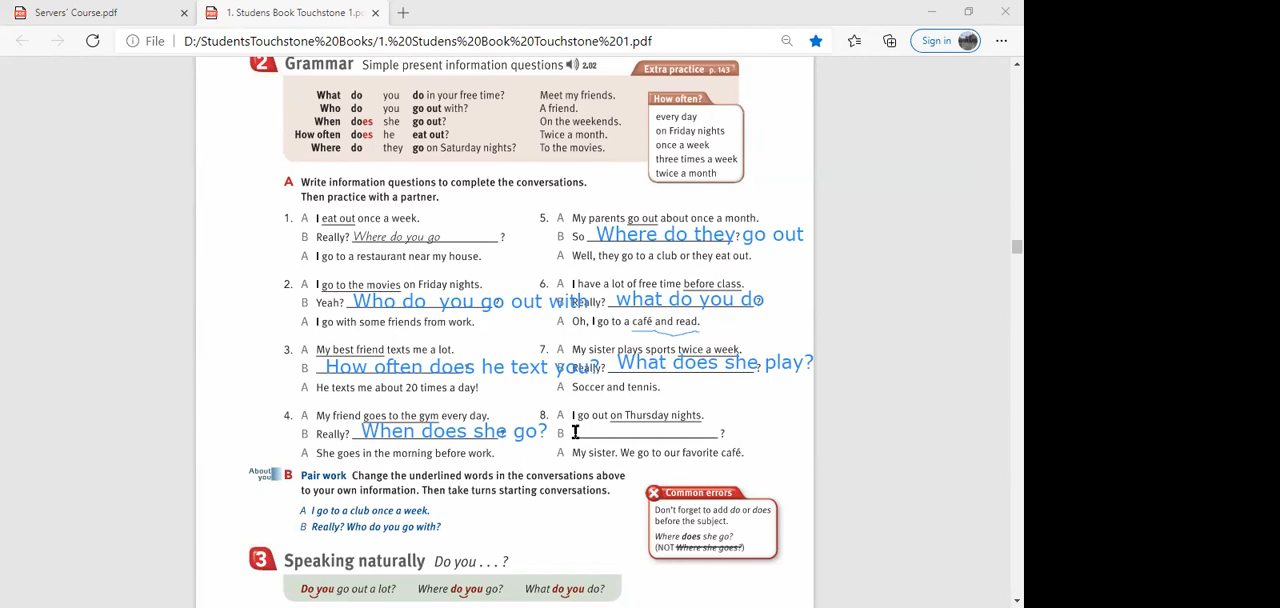 Servers' Course.pdf
1. Studens Book Touchstone 1.pc
File
D:/StudentsTouchstone%20Books/1.%20Studens%20Book%20Touchstone%201.pdf
Sign in
2 Grammar Simple present information questions 2.02
Extra practice p. 143
What do you do in your free time? Meet my friends.
Who do you go out with? A friend.
When does she go out? On the weekends.
How often does he eat out? Twice a month.
Where do they go on Saturday nights? To the movies.
How often?
every day
on Friday nights
once a week
three times a week
twice a month
A Write information questions to complete the conversations.
Then practice with a partner.
1. A I eat out once a week.
B Really? Where do you go ?
A I go to a restaurant near my house.
2. A I go to the movies on Friday nights.
B Yeah? Who do you go out with ?
A I go with some friends from work.
3. A My best friend texts me a lot.
B How often does he text you?
A He texts me about 20 times a day!
4. A My friend goes to the gym every day.
B Really? When does she go?
A She goes in the morning before work.
5. A My parents go out about once a month.
B So Where do they go out ?
A Well, they go to a club or they eat out.
6. A I have a lot of free time before class.
B Really? what do you do ?
A Oh, I go to a café and read.
7. A My sister plays sports twice a week.
B Really? What does she play? ?
A Soccer and tennis.
8. A I go out on Thursday nights.
B ?
A My sister. We go to our favorite café.
About you
B Pair work Change the underlined words in the conversations above
to your own information. Then take turns starting conversations.
A I go to a club once a week.
B Really? Who do you go with?
Common errors
Don't forget to add do or does
before the subject.
Where does she go?
(NOT Where she goes?)
3 Speaking naturally Do you . . . ?
Do you go out a lot? Where do you go? What do you do?